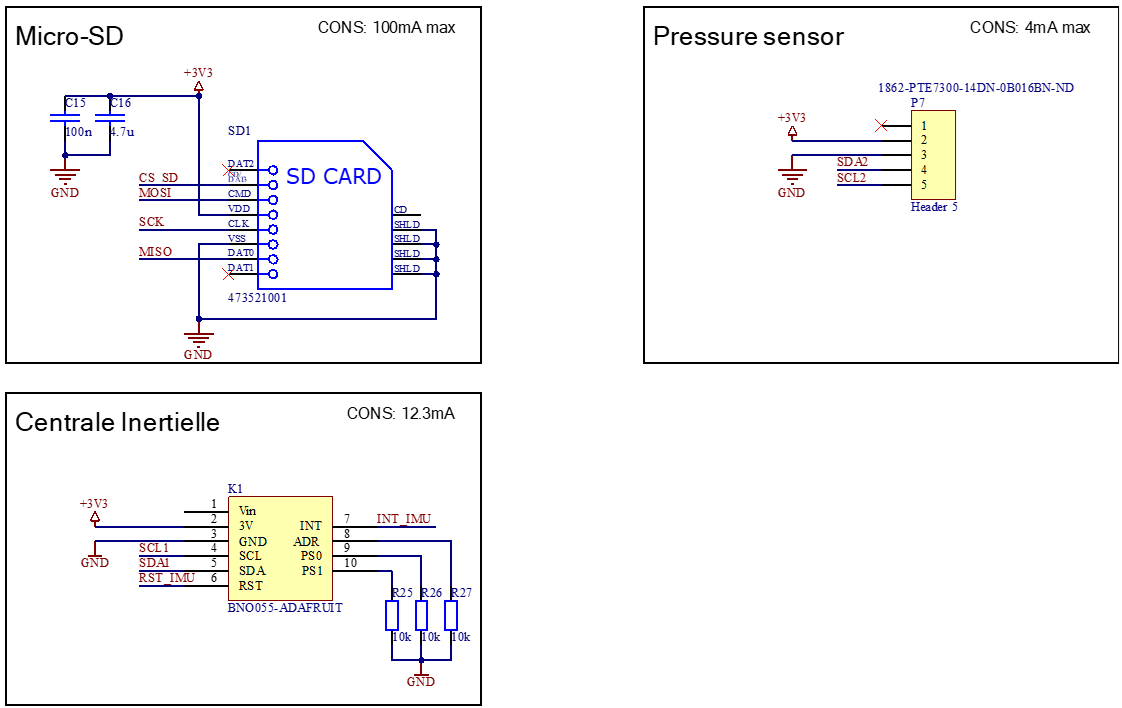 Micro-SD
CONS: 100mA max
+3V3
C15
C16
100n
4.7u
GND
SD1
SD CARD
DAT2
CS_SD
DAT3
MOSI
CMD
VDD
SCK
CLK
VSS
MISO
DAT0
DAT1
CD
SHLD
SHLD
SHLD
SHLD
473521001
GND
Pressure sensor
CONS: 4mA max
1862-PTE7300-14DN-0B016BN-ND
P7
+3V3
1
2
3
SDA2
4
SCL2
5
GND
Header 5
Centrale Inertielle
CONS: 12.3mA
K1
+3V3
1
Vin
2
3V
INT
7
INT_IMU
3
GND
ADR
8
SCL1
4
SCL
PS0
9
SDA1
5
SDA
PS1
10
RST_IMU
6
RST
GND
BNO055-ADAFRUIT
R25
R26
R27
10k
10k
10k
GND